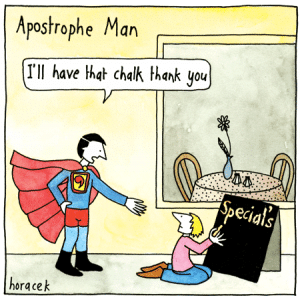 Apostrophe Man
I'll have that chalk thank you
Special's
horacek